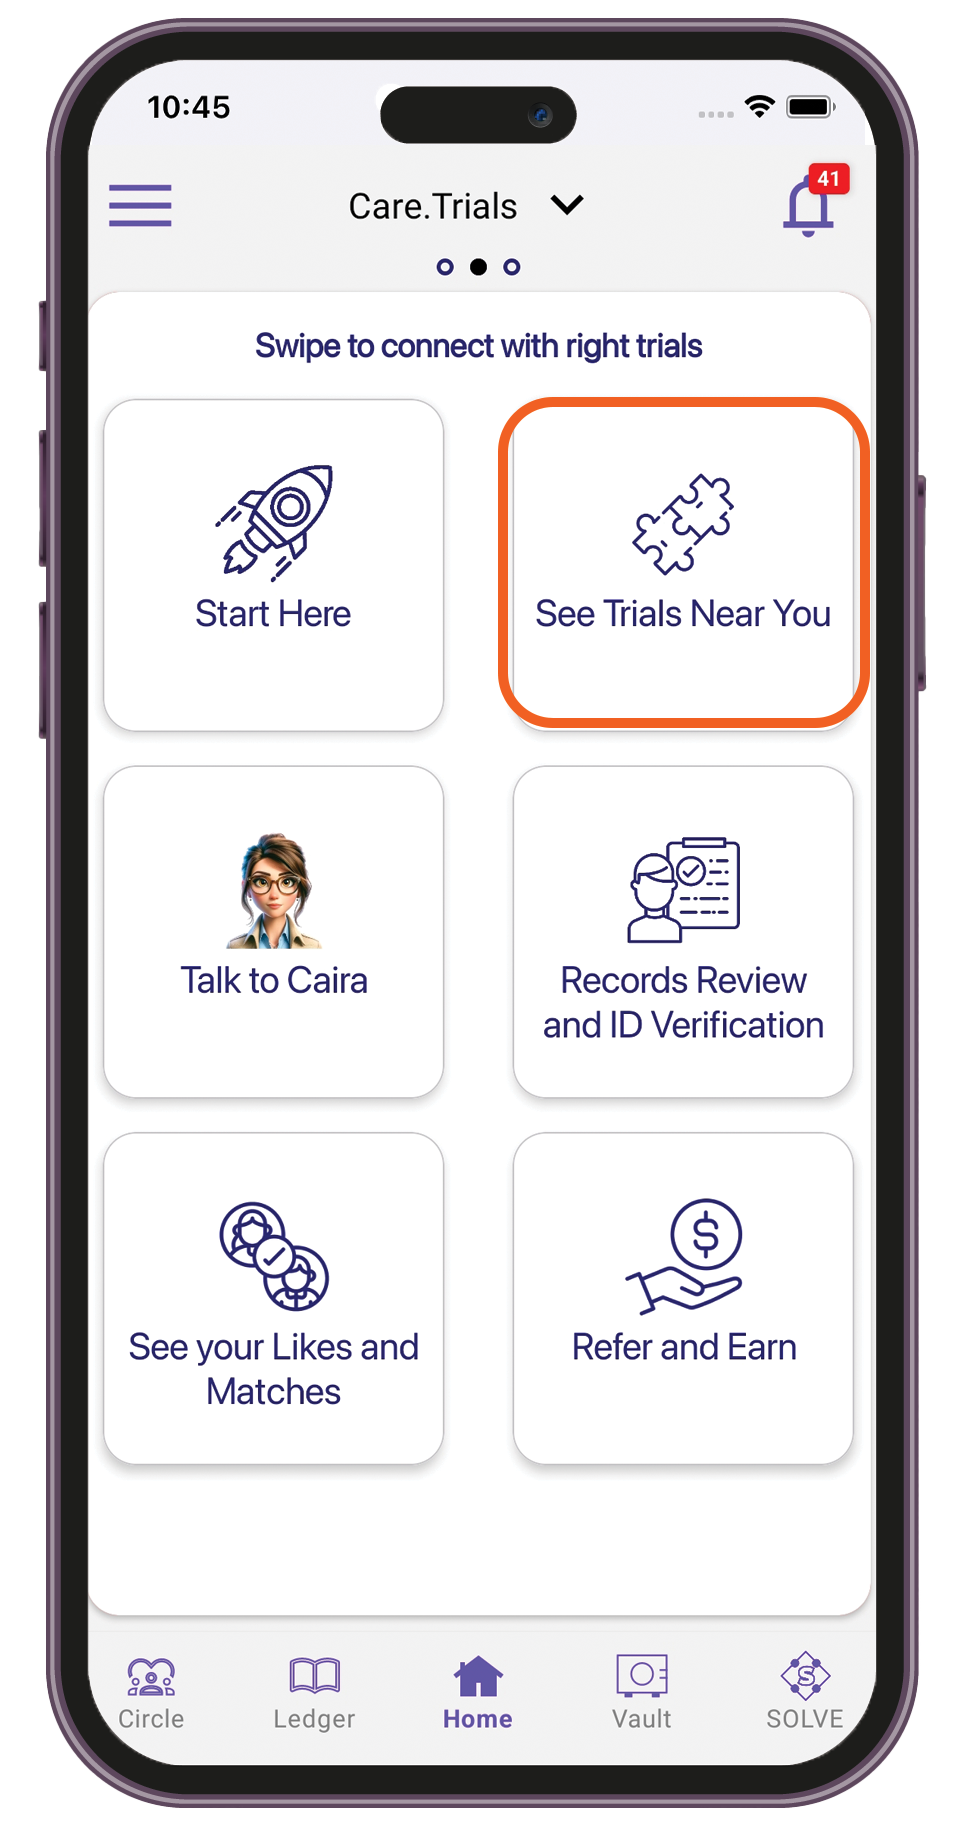 10:45
Care.Trials
41
Swipe to connect with right trials
Start Here
See Trials Near You
Talk to Caira
Records Review
and ID Verification
See your Likes and
Matches
$
Refer and Earn
Circle
Ledger
Home
Vault
S
SOLVE